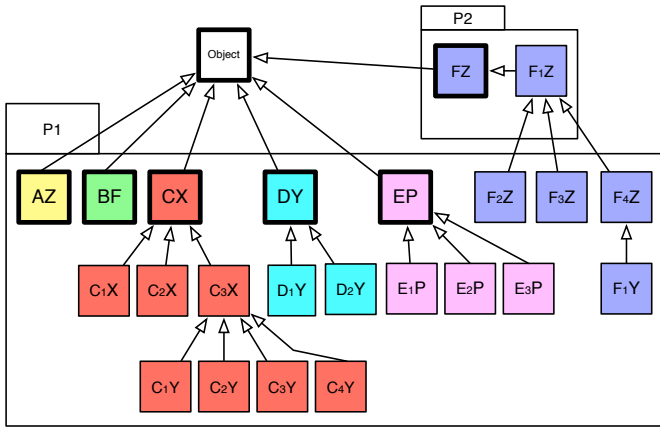 P2
Object
FZ
F₁Z
P1
AZ
BF
CX
DY
EP
F₂Z
F₃Z
F₄Z
C₁X
C₂X
C₃X
D₁Y
D₂Y
E₁P
E₂P
E₃P
F₁Y
C₁Y
C₂Y
C₃Y
C₄Y